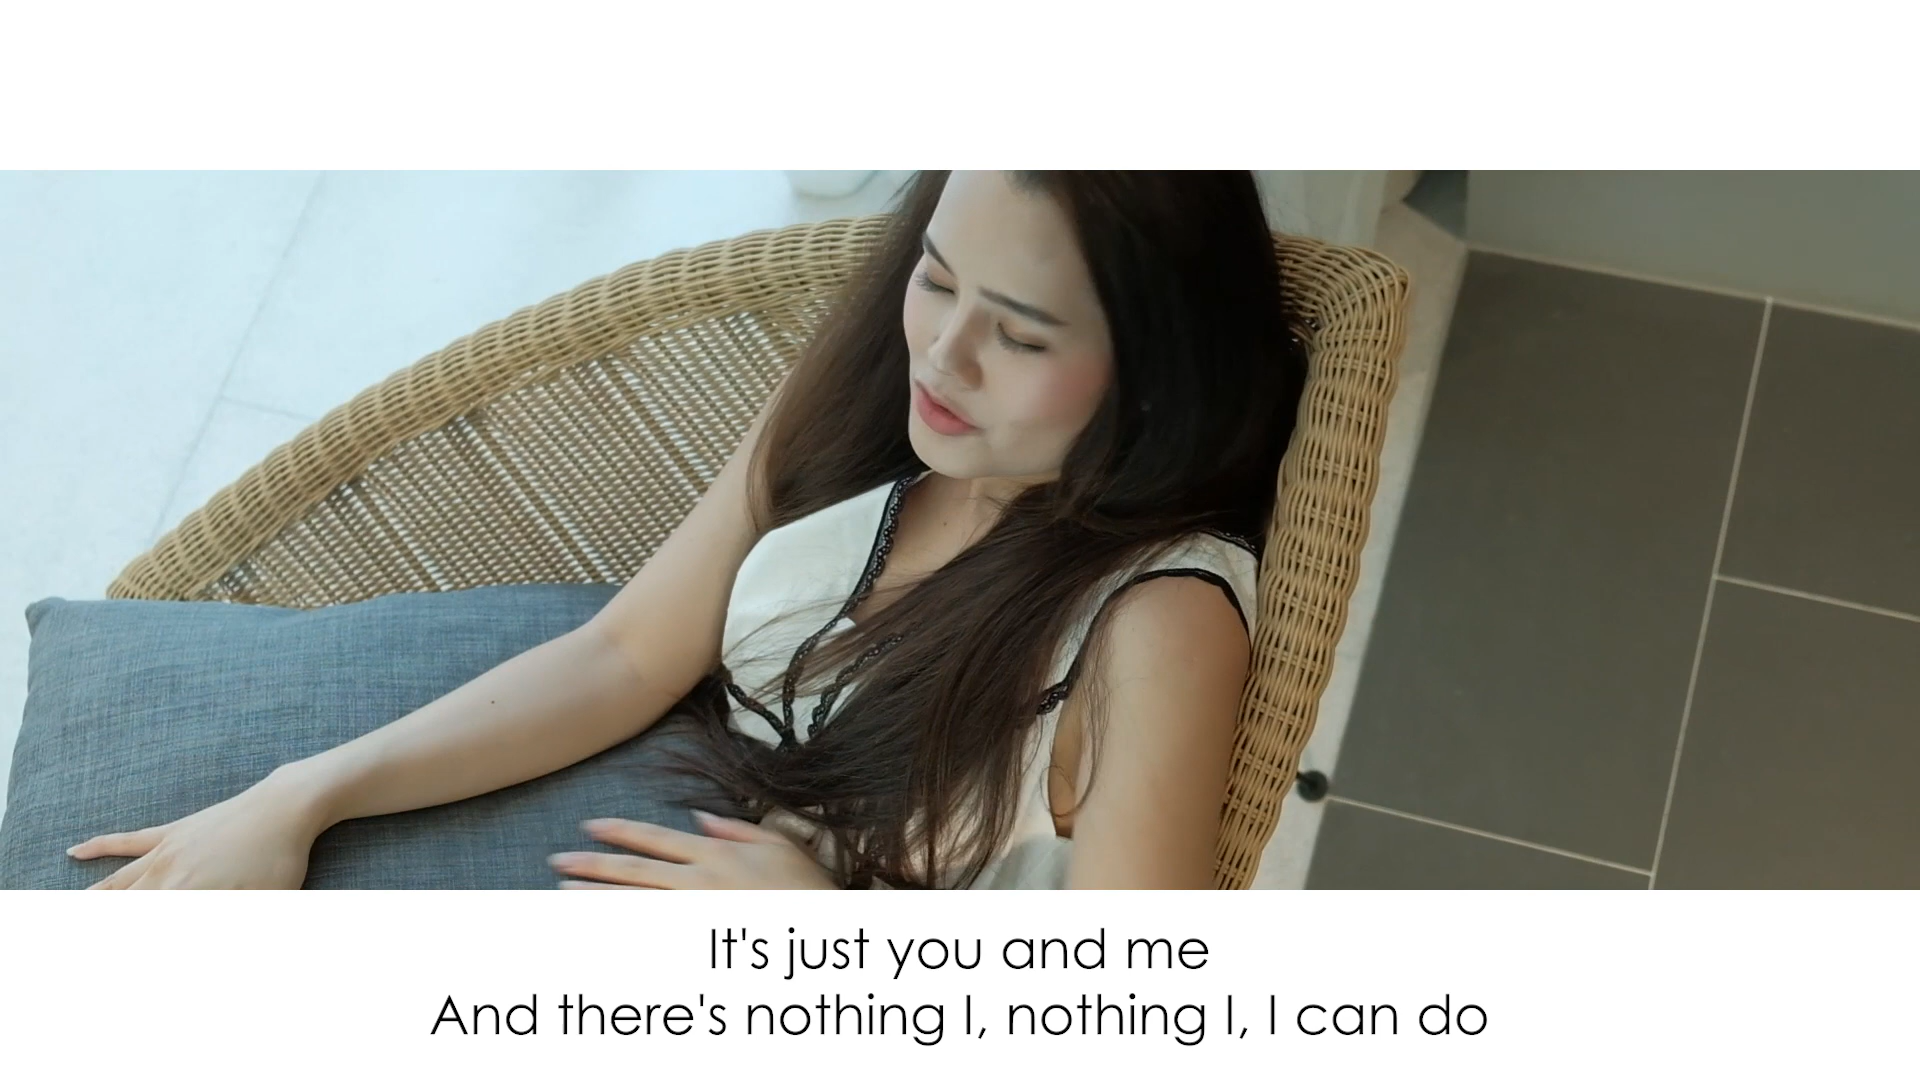 It's just you and me
And there's nothing I, nothing I, I can do